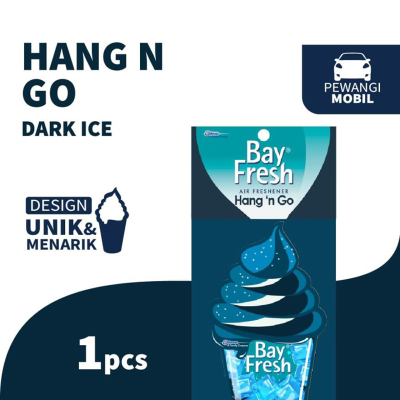 HANG N
GO
DARK ICE
PEWANGI
MOBIL
DESIGN
UNIK&
MENARIK
1pcs
Bay®
Fresh
AIR FRESHENER
Hang 'n Go
Bay
Fresh